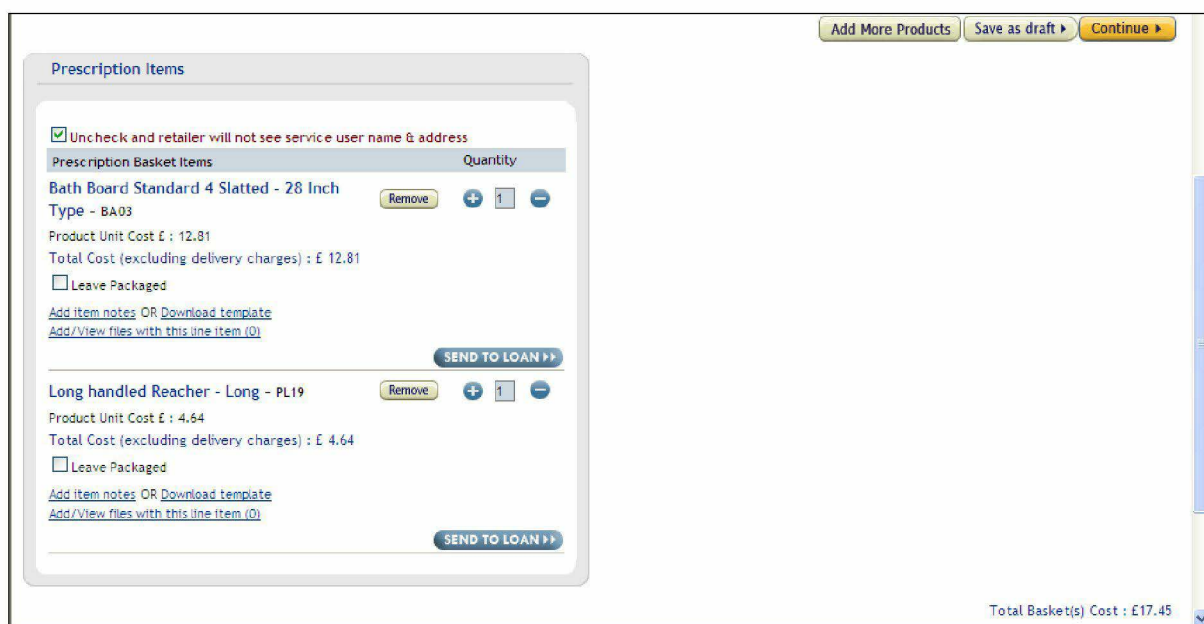 Add More Products Save as draft Continue
Prescription Items
Uncheck and retailer will not see service user name & address
Prescription Basket Items Quantity
Bath Board Standard 4 Slatted - 28 Inch Remove 1
Type - BA03
Product Unit Cost £ : 12.81
Total Cost (excluding delivery charges) : £ 12.81
Leave Packaged
Add item notes OR Download template
Add/View files with this line item (0)
SEND TO LOAN
Long handled Reacher - Long - PL19 Remove 1
Product Unit Cost £ : 4.64
Total Cost (excluding delivery charges) : £ 4.64
Leave Packaged
Add item notes OR Download template
Add/View files with this line item (0)
SEND TO LOAN
Total Basket(s) Cost : £17.45